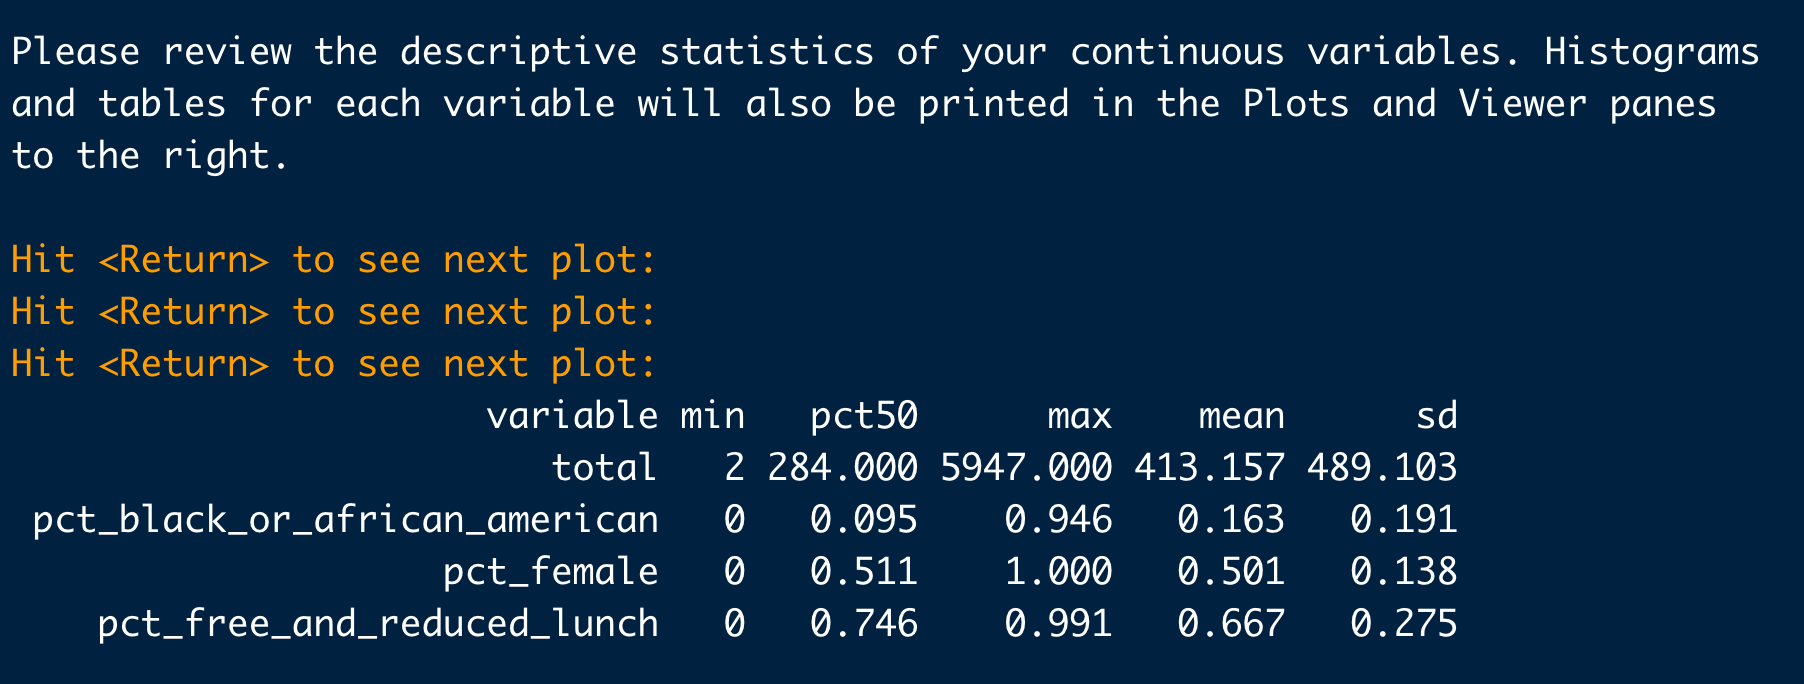 Please review the descriptive statistics of your continuous variables. Histograms
and tables for each variable will also be printed in the Plots and Viewer panes
to the right.
Hit <Return> to see next plot:
Hit <Return> to see next plot:
Hit <Return> to see next plot:
variable min pct50 max mean sd
total 2 284.000 5947.000 413.157 489.103
pct_black_or_african_american 0 0.095 0.946 0.163 0.191
pct_female 0 0.511 1.000 0.501 0.138
pct_free_and_reduced_lunch 0 0.746 0.991 0.667 0.275